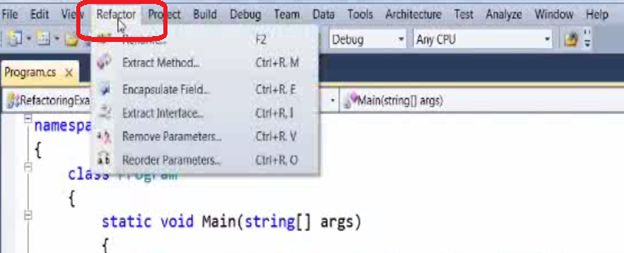 File Edit View Refactor Project Build Debug Team Data Tools Architecture Test Analyze Window Help
Rename... F2
Debug Any CPU
Extract Method... Ctrl+R, M
Program.cs x
Encapsulate Field... Ctrl+R, E
RefactoringExa Main(string[] args)
Extract Interface... Ctrl+R, I
namespa
Remove Parameters... Ctrl+R, V
{
Reorder Parameters... Ctrl+R, O
class Program
{
static void Main(string[] args)
{